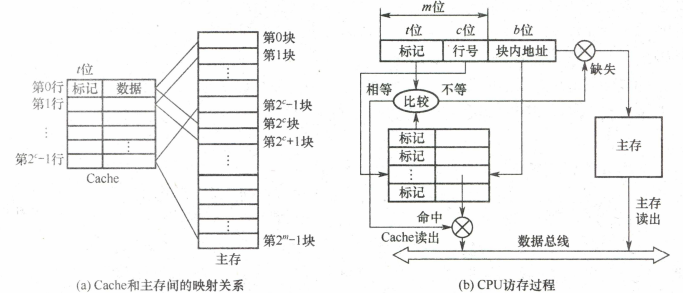 t位
第0行
标记
数据
第1行
⋮
⋮
第2ᶜ−1行
Cache
第0块
第1块
⋮
第2ᶜ−1块
第2ᶜ块
第2ᶜ+1块
⋮
⋮
第2ᵐ−1块
主存
(a) Cache和主存间的映射关系
m位
t位
c位
b位
标记
行号
块内地址
缺失
相等
比较
不等
标记
标记
⋮
标记
主存
命中
Cache读出
主存
读出
数据总线
(b) CPU访存过程